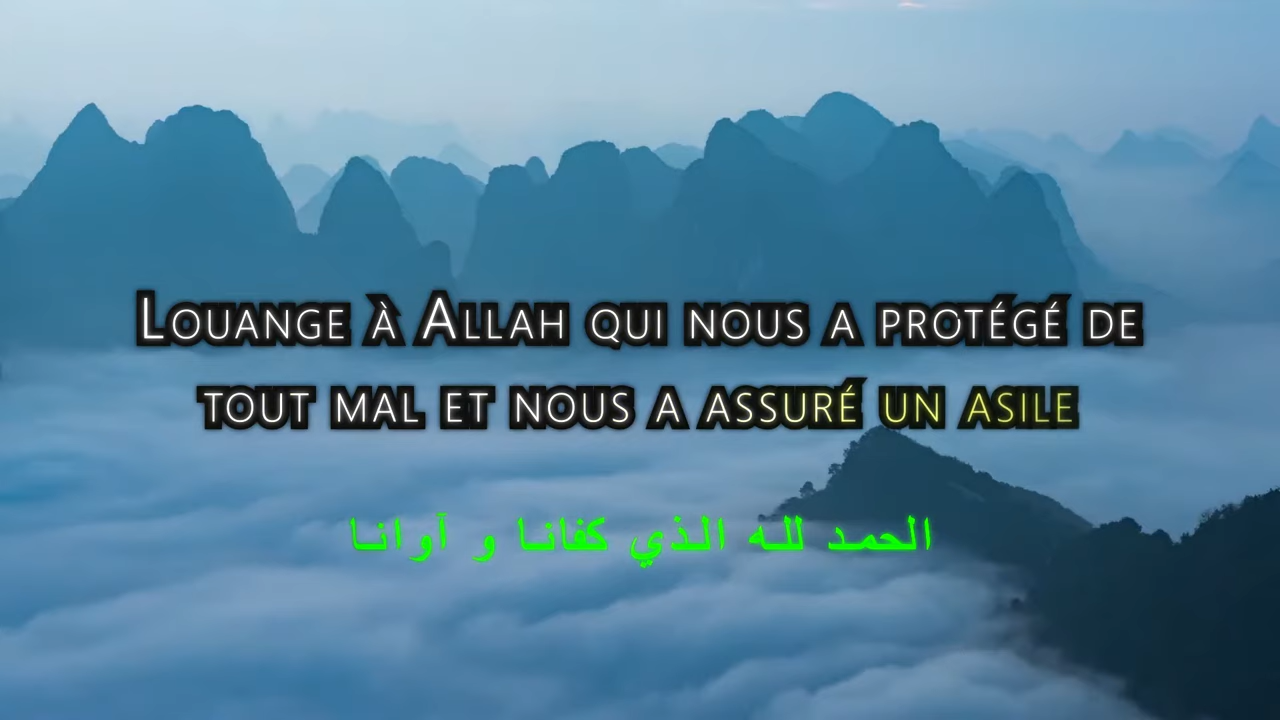 Louange à Allah qui nous a protégé de
tout mal et nous a assuré un asile
الحمد لله الذي كفانا و آوانا